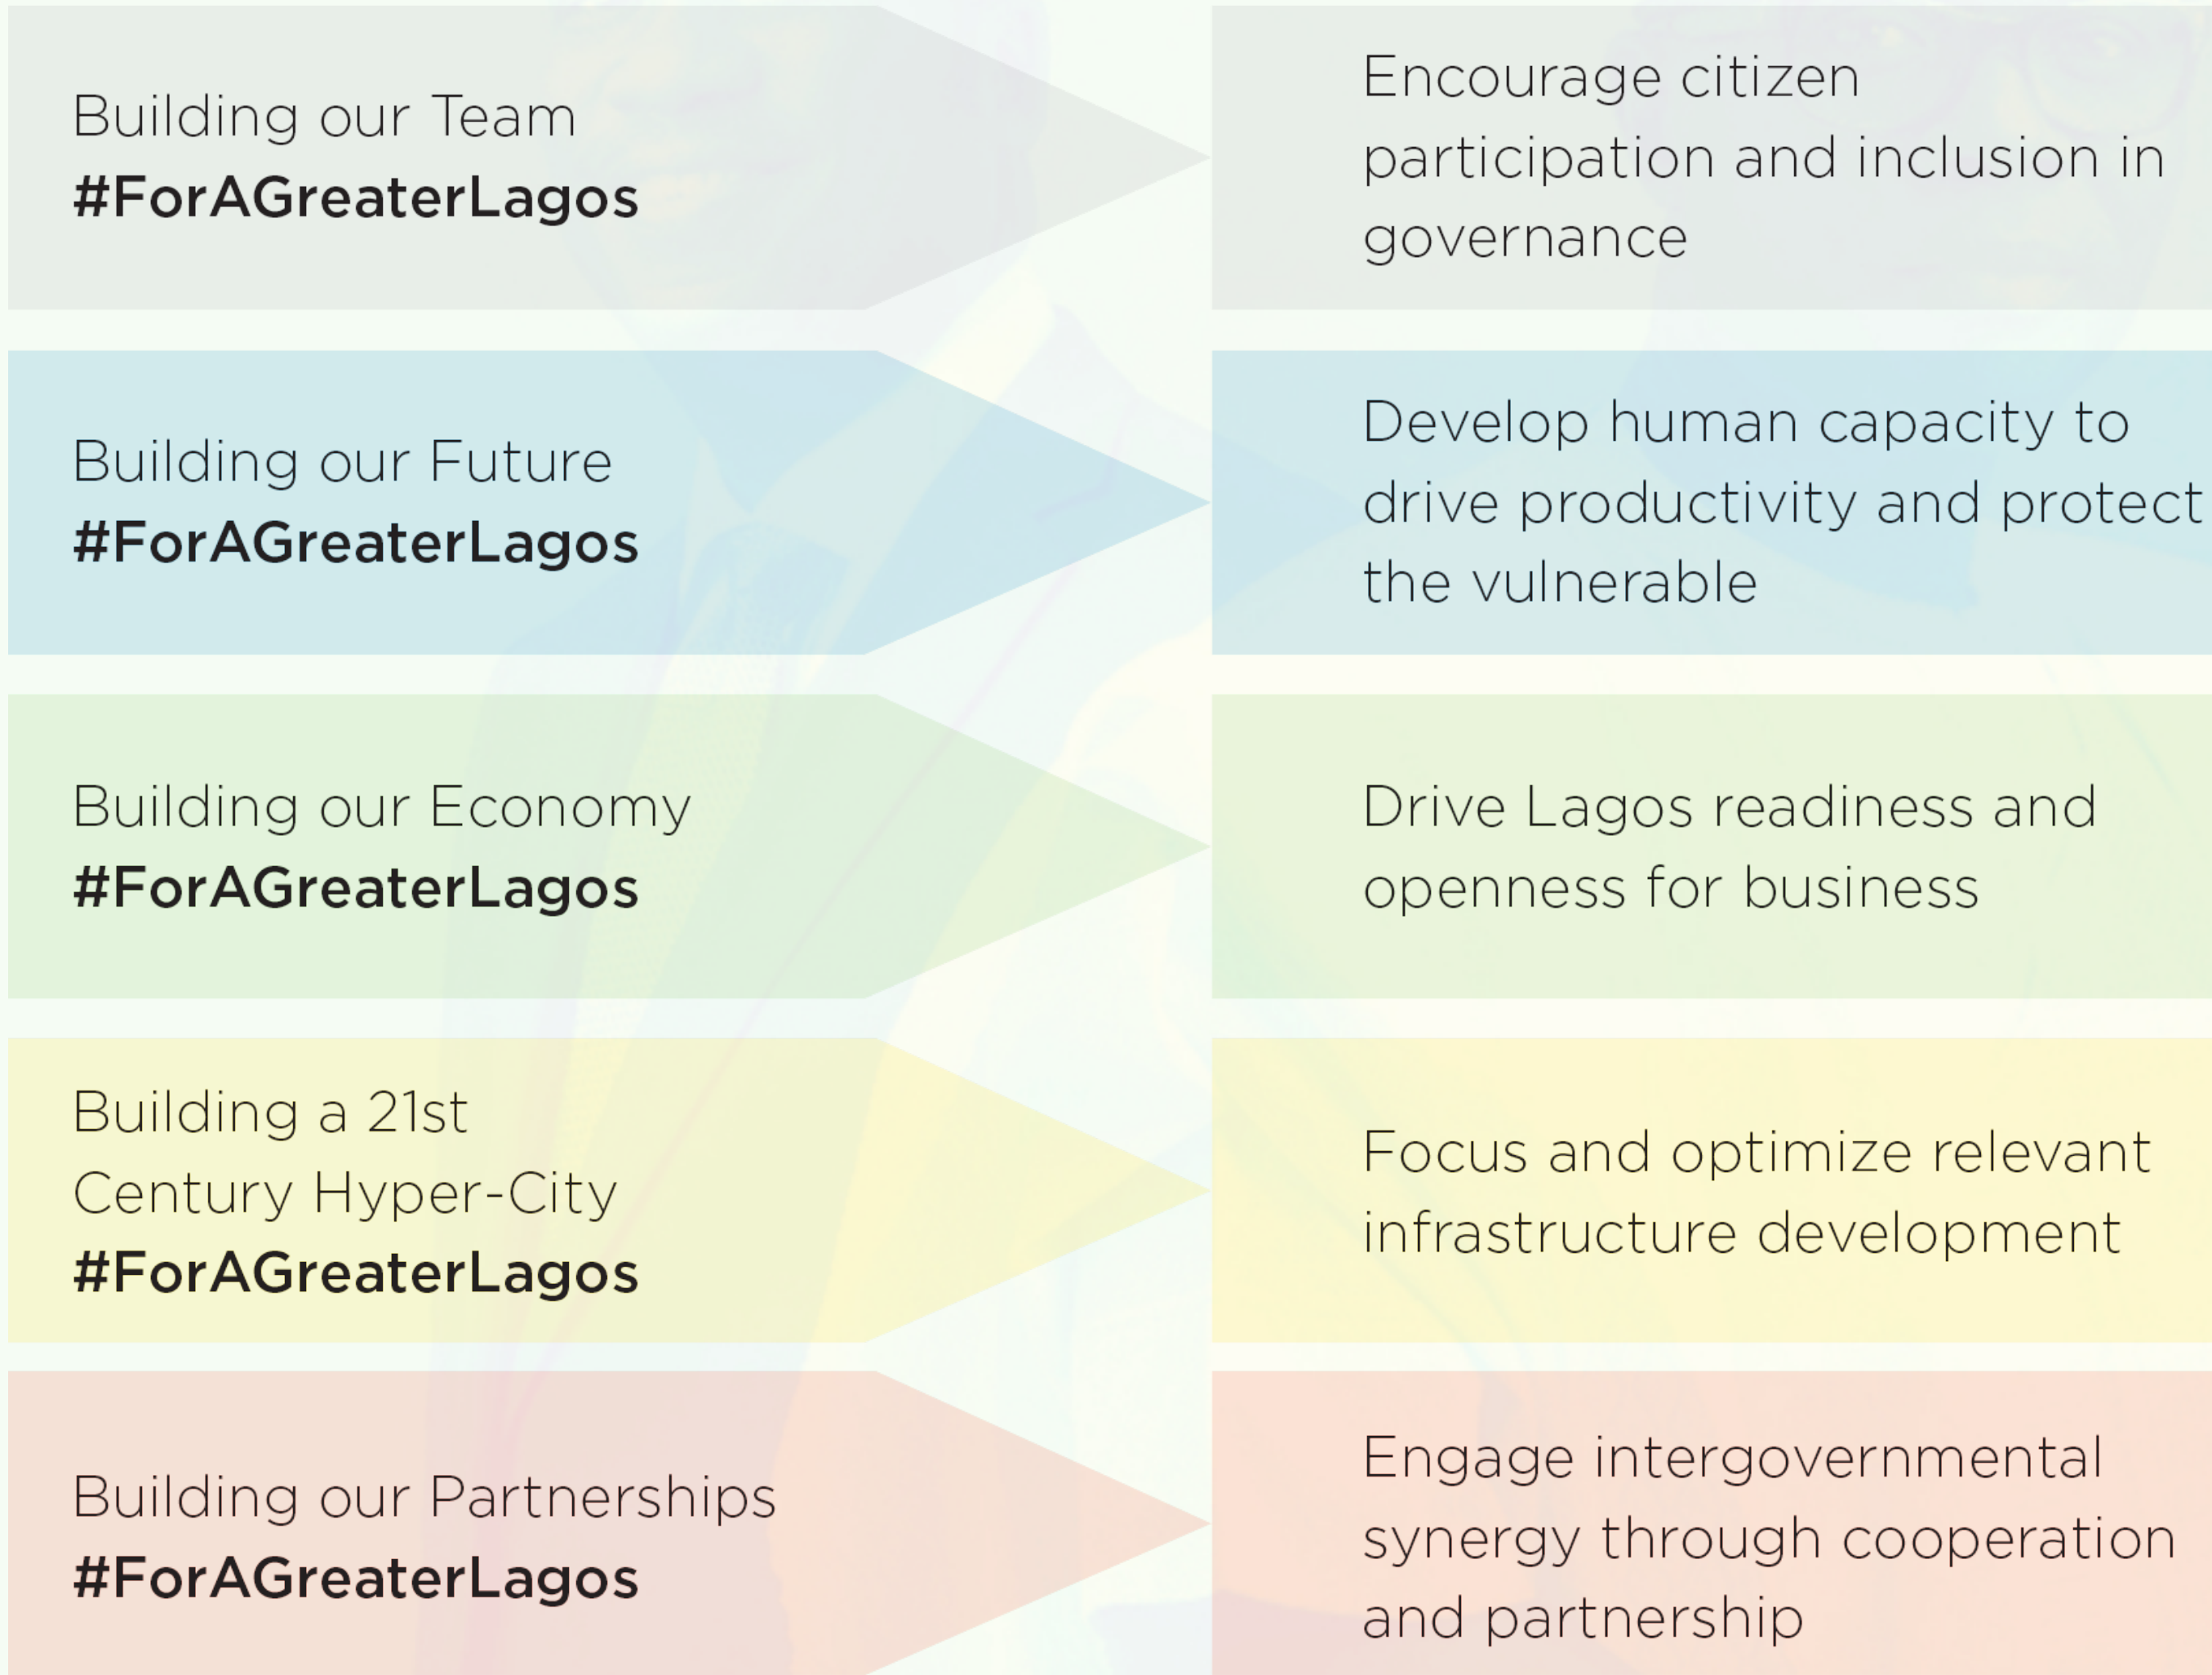 Building our Team
#ForAGreaterLagos
Encourage citizen
participation and inclusion in
governance
Building our Future
#ForAGreaterLagos
Develop human capacity to
drive productivity and protect
the vulnerable
Building our Economy
#ForAGreaterLagos
Drive Lagos readiness and
openness for business
Building a 21st
Century Hyper-City
#ForAGreaterLagos
Focus and optimize relevant
infrastructure development
Building our Partnerships
#ForAGreaterLagos
Engage intergovernmental
synergy through cooperation
and partnership